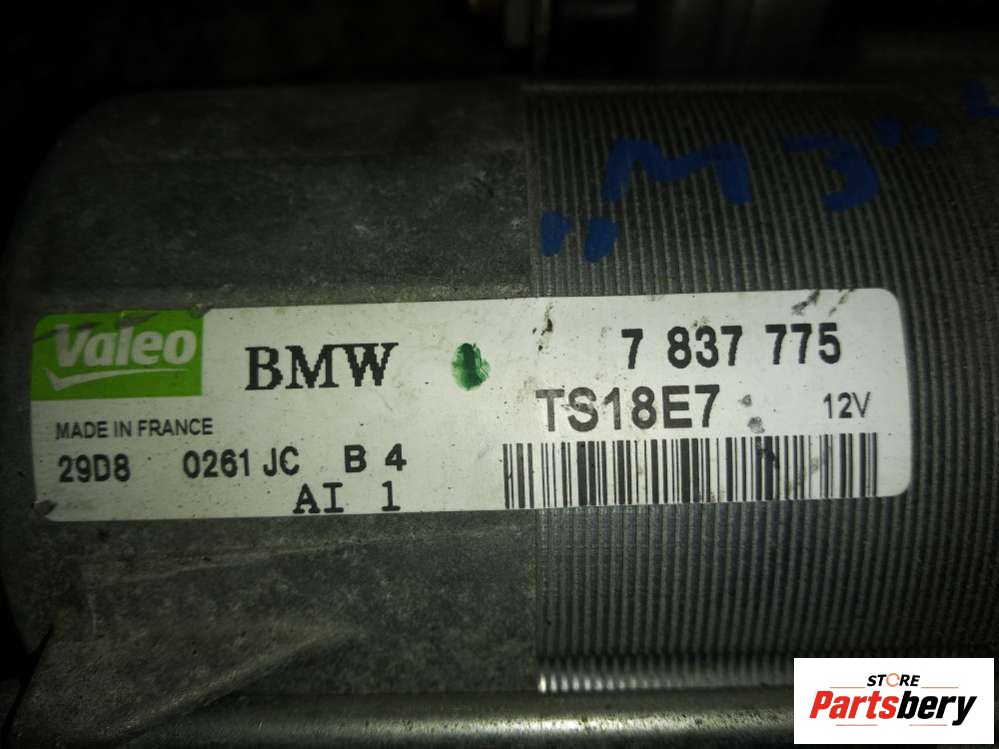 "M3"
Valeo
BMW
7 837 775
TS18E7
12V
MADE IN FRANCE
29D8 0261 JC B 4
AI 1
STORE
Partsbery